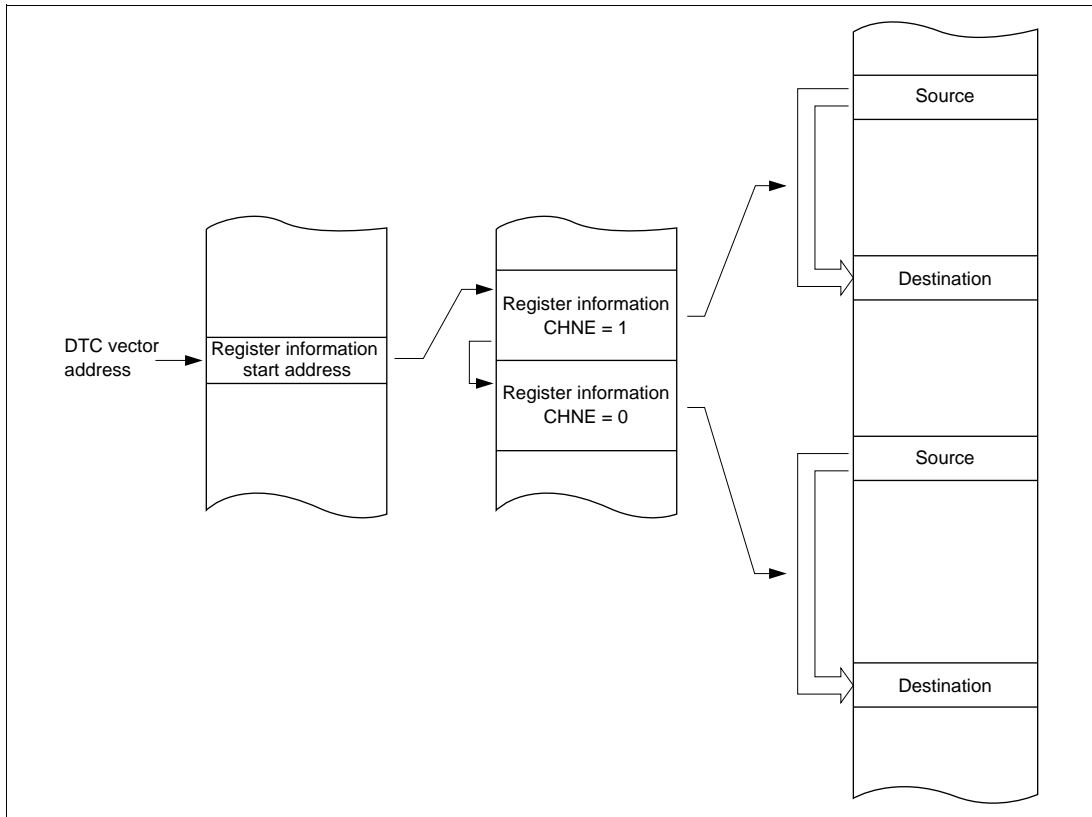 DTC vector
address
Register information
start address
Register information
CHNE = 1
Register information
CHNE = 0
Source
Destination
Source
Destination